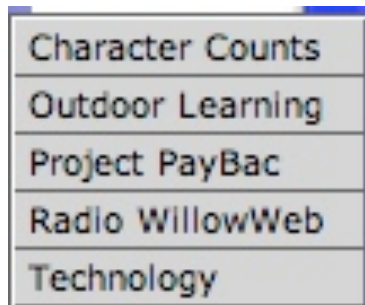 Character Counts
Outdoor Learning
Project PayBac
Radio WillowWeb
Technology